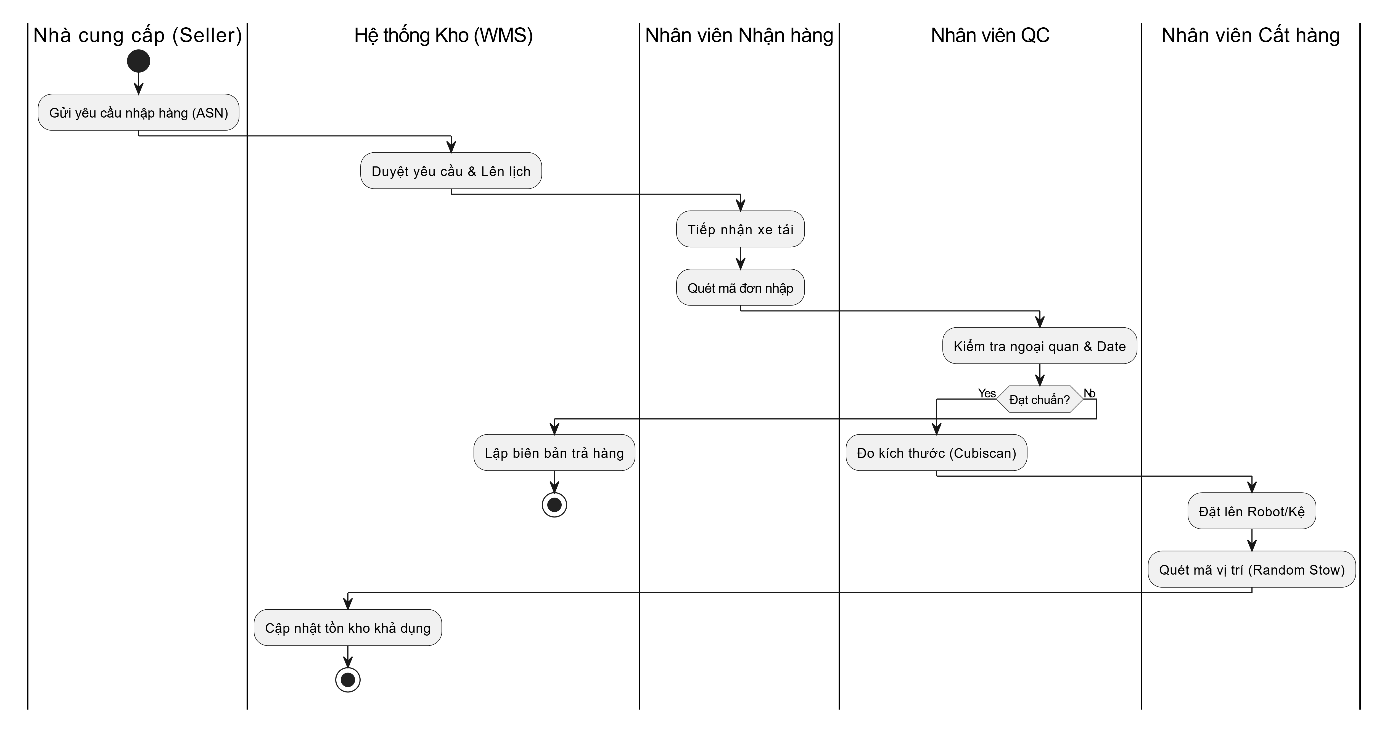 Nhà cung cấp (Seller)
Hệ thống Kho (WMS)
Nhân viên Nhận hàng
Nhân viên QC
Nhân viên Cất hàng
Gửi yêu cầu nhập hàng (ASN)
Duyệt yêu cầu & Lên lịch
Tiếp nhận xe tải
Quét mã đơn nhập
Kiểm tra ngoại quan & Date
Yes
Đạt chuẩn?
No
Lập biên bản trả hàng
Đo kích thước (Cubiscan)
Đặt lên Robot/Kệ
Quét mã vị trí (Random Stow)
Cập nhật tồn kho khả dụng